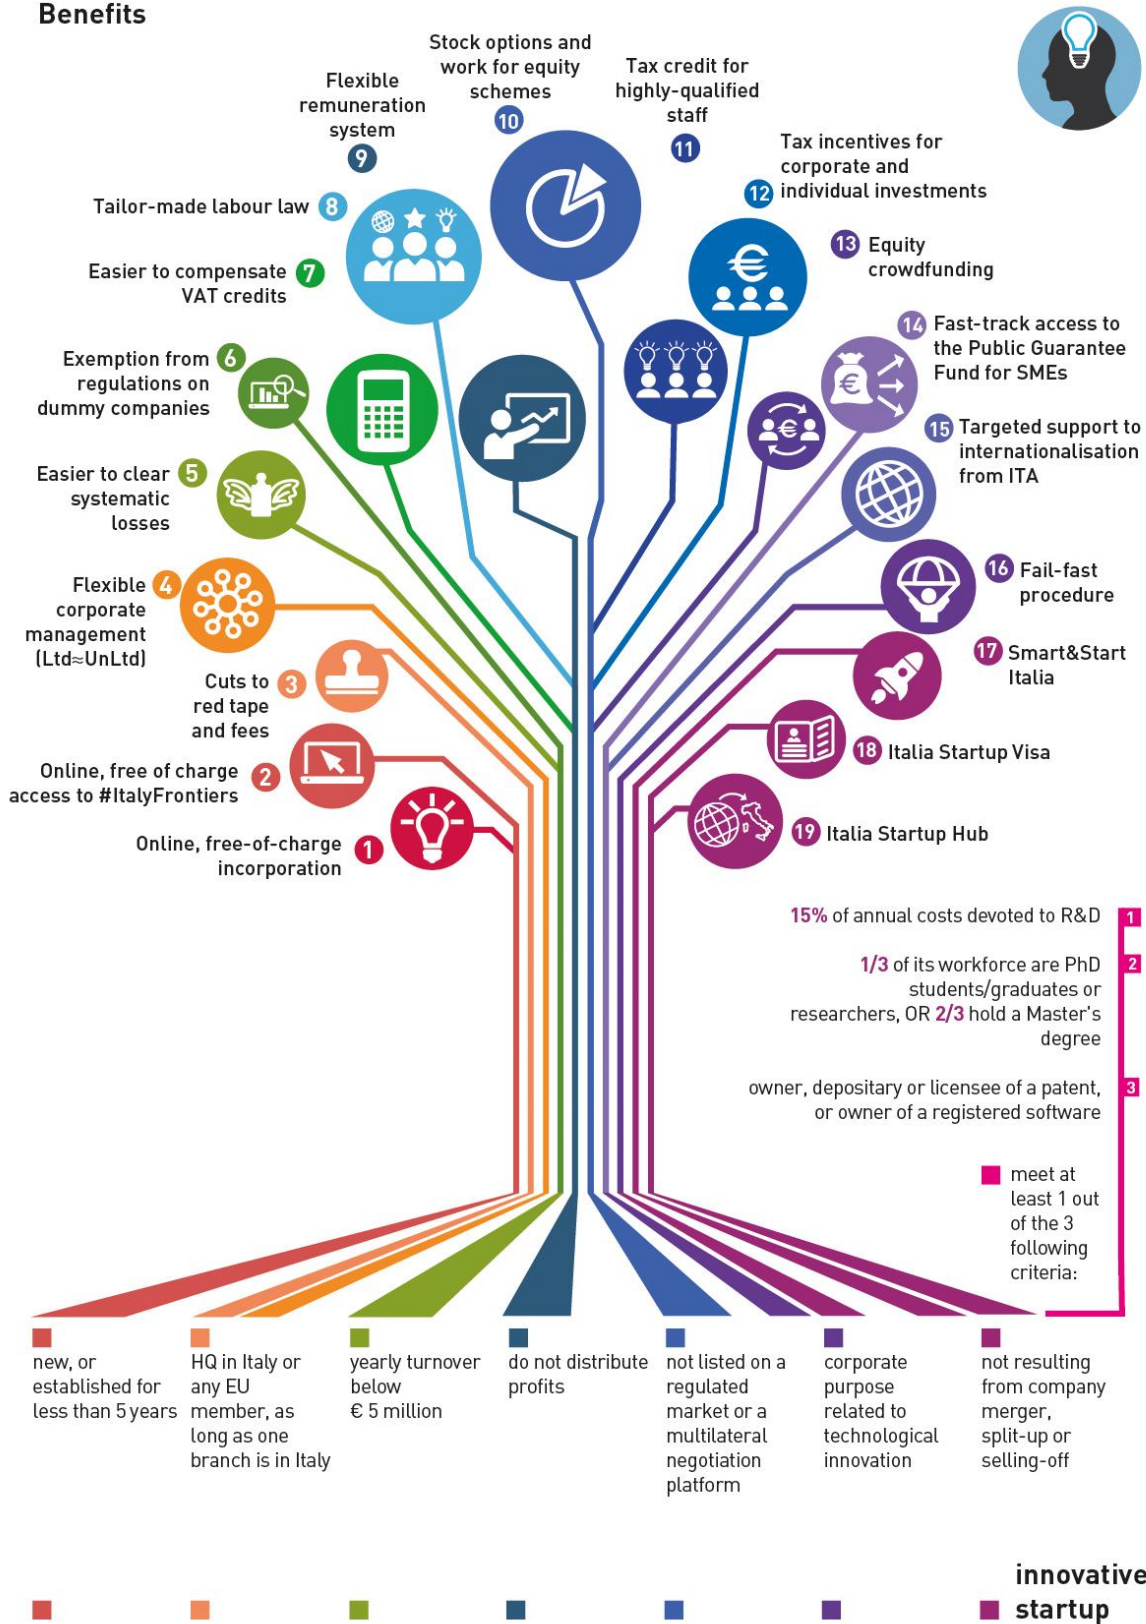 Benefits
Stock options and
work for equity
schemes
10
Flexible
remuneration
system
9
Tax credit for
highly-qualified
staff
11
Tax incentives for
corporate and
12 individual investments
Tailor-made labour law 8
13 Equity
crowdfunding
Easier to compensate 7
VAT credits
14 Fast-track access to
the Public Guarantee
Fund for SMEs
Exemption from 6
regulations on
dummy companies
15 Targeted support to
internationalisation
from ITA
Easier to clear 5
systematic
losses
16 Fail-fast
procedure
Flexible 4
corporate
management
(Ltd≈UnLtd)
17 Smart&Start
Italia
Cuts to 3
red tape
and fees
18 Italia Startup Visa
Online, free of charge 2
access to #ItalyFrontiers
19 Italia Startup Hub
Online, free-of-charge 1
incorporation
€
€
€
15% of annual costs devoted to R&D 1
1/3 of its workforce are PhD 2
students/graduates or
researchers, OR 2/3 hold a Master's
degree
owner, depositary or licensee of a patent, 3
or owner of a registered software
meet at
least 1 out
of the 3
following
criteria:
new, or
established for
less than 5 years
HQ in Italy or
any EU
member, as
long as one
branch is in Italy
yearly turnover
below
€ 5 million
do not distribute
profits
not listed on a
regulated
market or a
multilateral
negotiation
platform
corporate
purpose
related to
technological
innovation
not resulting
from company
merger,
split-up or
selling-off
innovative
startup